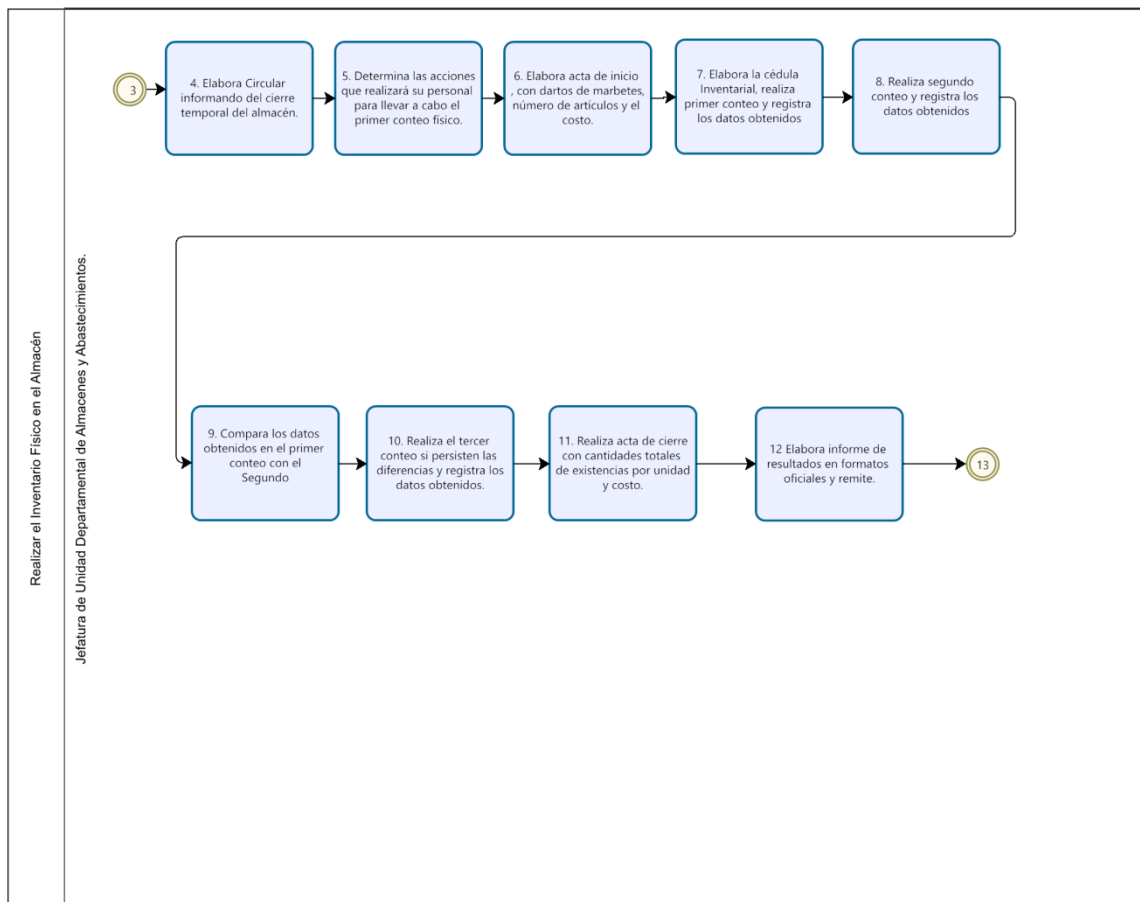 Realizar el Inventario Físico en el Almacén
Jefatura de Unidad Departamental de Almacenes y Abastecimientos.
3
4. Elabora Circular
informando del cierre
temporal del almacén.
5. Determina las acciones
que realizará su personal
para llevar a cabo el
primer conteo físico.
6. Elabora acta de inicio
, con dartos de marbetes,
número de artículos y el
costo.
7. Elabora la cédula
Inventarial, realiza
primer conteo y registra
los datos obtenidos
8. Realiza segundo
conteo y registra los
datos obtenidos
9. Compara los datos
obtenidos en el primer
conteo con el
Segundo
10. Realiza el tercer
conteo si persisten las
diferencias y registra los
datos obtenidos.
11. Realiza acta de cierre
con cantidades totales
de existencias por unidad
y costo.
12 Elabora informe de
resultados en formatos
oficiales y remite.
13